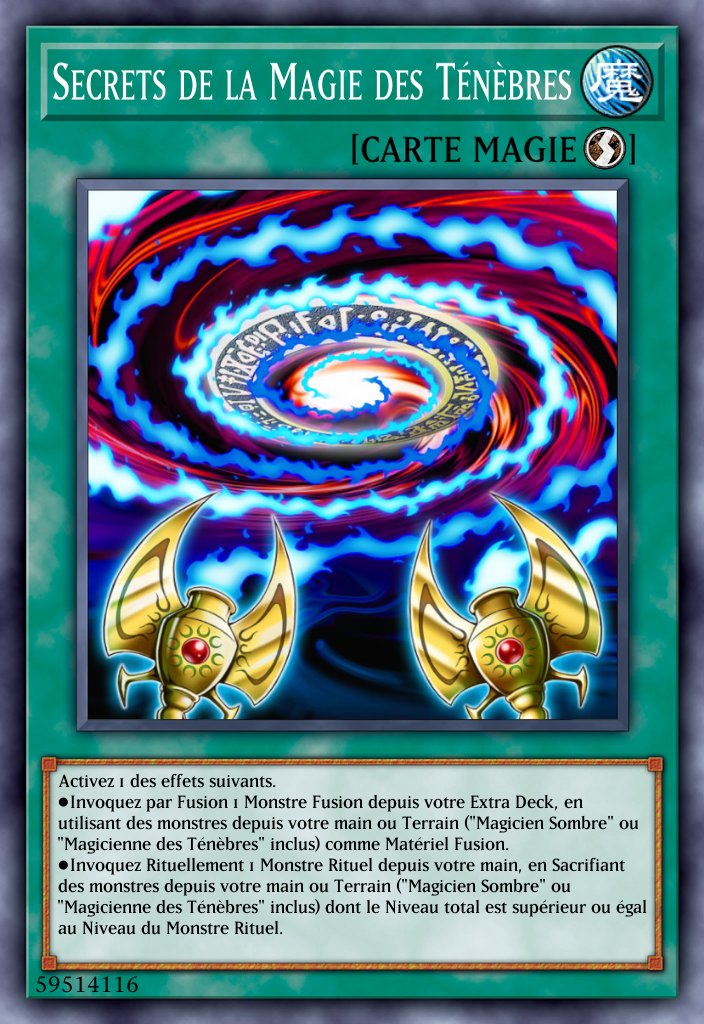 Secrets de la Magie des Ténèbres 魔
[CARTE MAGIE]
Activez 1 des effets suivants.
●Invoquez par Fusion 1 Monstre Fusion depuis votre Extra Deck, en
utilisant des monstres depuis votre main ou Terrain ("Magicien Sombre" ou
"Magicienne des Ténèbres" inclus) comme Matériel Fusion.
●Invoquez Rituellement 1 Monstre Rituel depuis votre main, en Sacrifiant
des monstres depuis votre main ou Terrain ("Magicien Sombre" ou
"Magicienne des Ténèbres" inclus) dont le Niveau total est supérieur ou égal
au Niveau du Monstre Rituel.
59514116